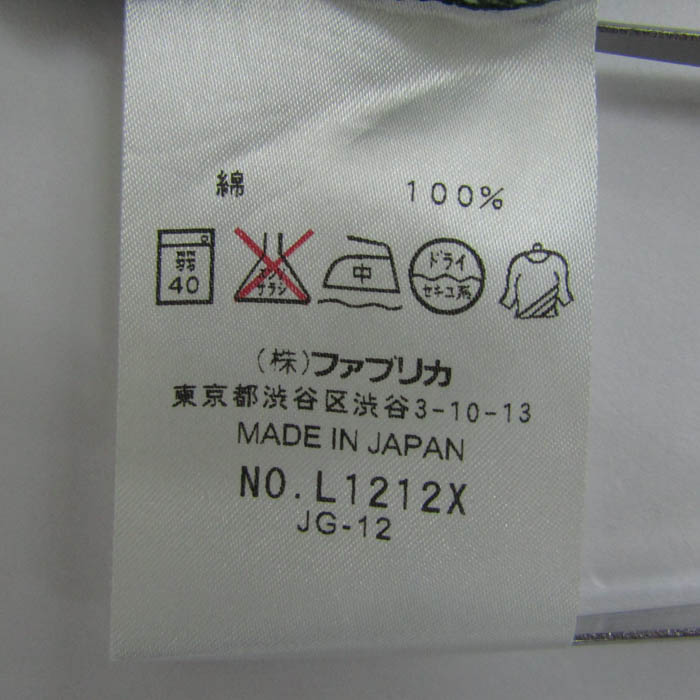 綿 100%
弱 40 エンソ サラシ 中 ドライ セキユ系
(株)ファブリカ
東京都渋谷区渋谷3-10-13
MADE IN JAPAN
NO.L1212X
JG-12